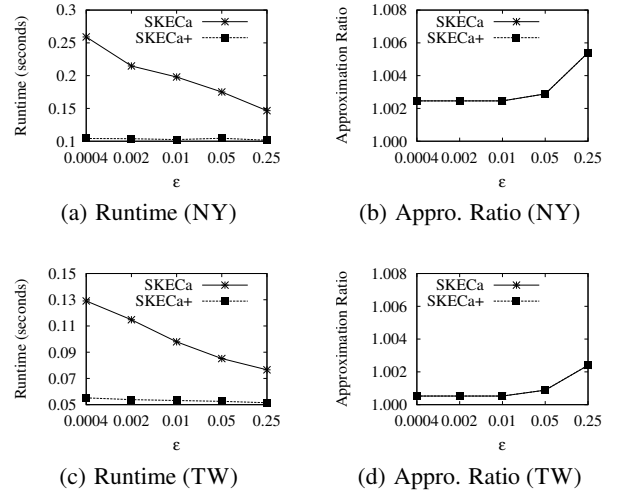 SKECa
SKECa+
Runtime (seconds)
0.3
0.25
0.2
0.15
0.1
0.0004 0.002 0.01 0.05 0.25
ε
(a) Runtime (NY)
SKECa
SKECa+
Approximation Ratio
1.008
1.006
1.004
1.002
1.000
0.0004 0.002 0.01 0.05 0.25
ε
(b) Appro. Ratio (NY)
SKECa
SKECa+
Runtime (seconds)
0.15
0.13
0.11
0.09
0.07
0.05
0.0004 0.002 0.01 0.05 0.25
ε
(c) Runtime (TW)
SKECa
SKECa+
Approximation Ratio
1.008
1.006
1.004
1.002
1.000
0.0004 0.002 0.01 0.05 0.25
ε
(d) Appro. Ratio (TW)